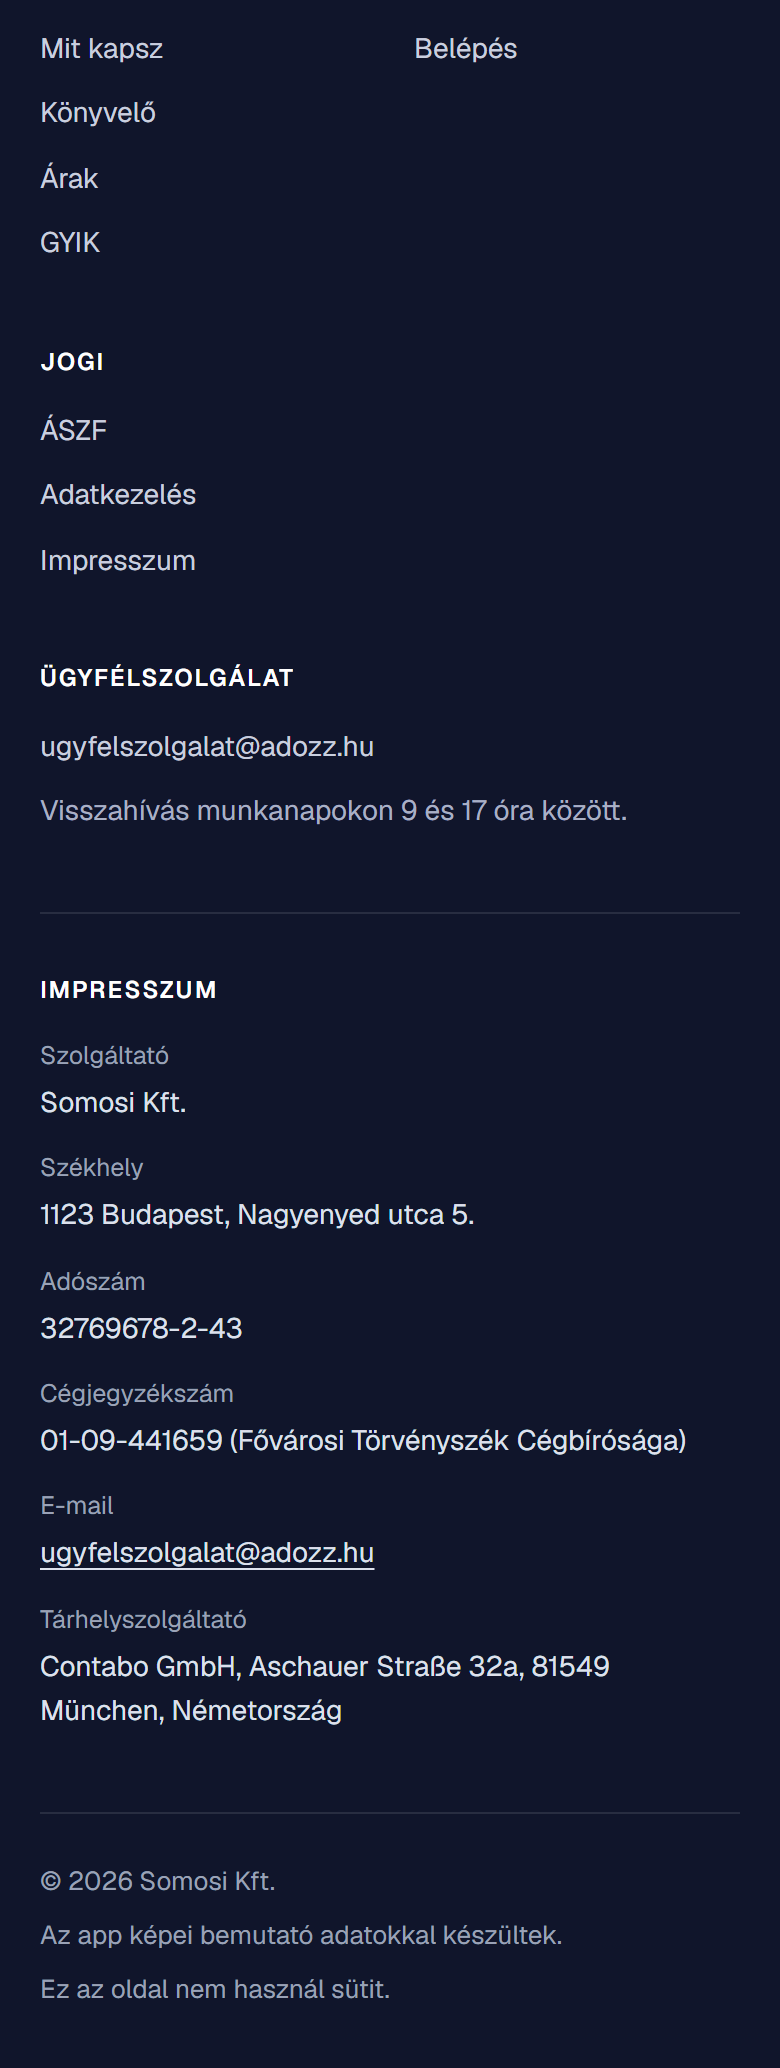 Mit kapsz
Belépés
Könyvelő
Árak
GYIK
JOGI
ÁSZF
Adatkezelés
Impresszum
ÜGYFÉLSZOLGÁLAT
ugyfelszolgalat@adozz.hu
Visszahívás munkanapokon 9 és 17 óra között.
IMPRESSZUM
Szolgáltató
Somosi Kft.
Székhely
1123 Budapest, Nagyenyed utca 5.
Adószám
32769678-2-43
Cégjegyzékszám
01-09-441659 (Fővárosi Törvényszék Cégbírósága)
E-mail
ugyfelszolgalat@adozz.hu
Tárhelyszolgáltató
Contabo GmbH, Aschauer Straße 32a, 81549
München, Németország
© 2026 Somosi Kft.
Az app képei bemutató adatokkal készültek.
Ez az oldal nem használ sütit.